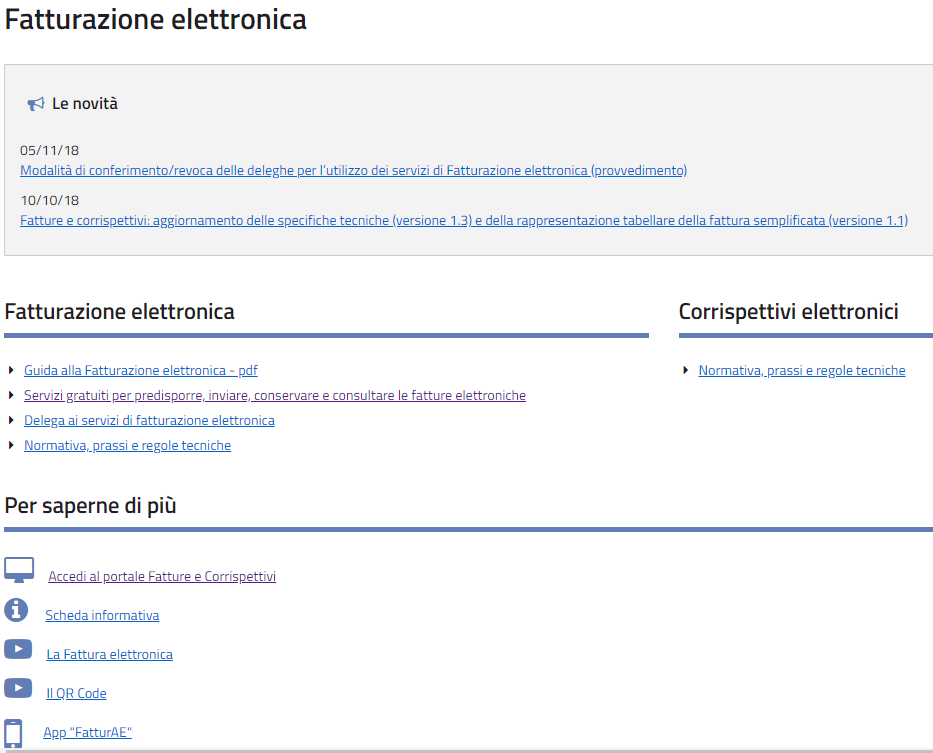 Fatturazione elettronica
Le novità
05/11/18
Modalità di conferimento/revoca delle deleghe per l'utilizzo dei servizi di Fatturazione elettronica (provvedimento)
10/10/18
Fatture e corrispettivi: aggiornamento delle specifiche tecniche (versione 1.3) e della rappresentazione tabellare della fattura semplificata (versione 1.1)
Fatturazione elettronica
Guida alla Fatturazione elettronica - pdf
Servizi gratuiti per predisporre, inviare, conservare e consultare le fatture elettroniche
Delega ai servizi di fatturazione elettronica
Normativa, prassi e regole tecniche
Corrispettivi elettronici
Normativa, prassi e regole tecniche
Per saperne di più
Accedi al portale Fatture e Corrispettivi
Scheda informativa
La Fattura elettronica
Il QR Code
App "FatturAE"